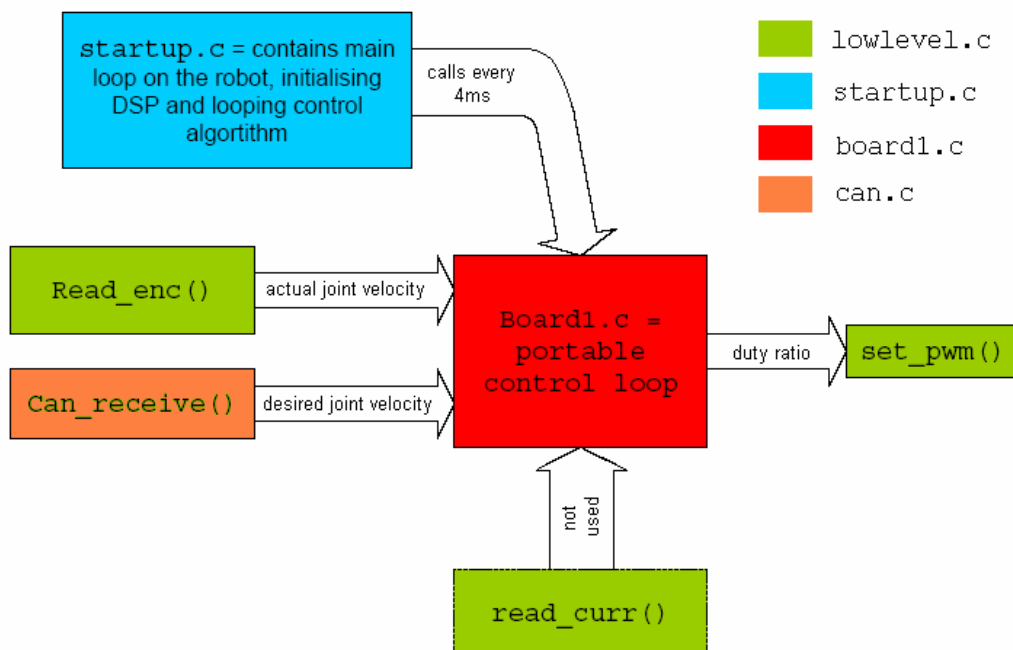 startup.c = contains main
loop on the robot, initialising
DSP and looping control
algortithm
calls every
4ms
lowlevel.c
startup.c
board1.c
can.c
Read_enc()
actual joint velocity
Can_receive()
desired joint velocity
Board1.c =
portable
control loop
duty ratio
set_pwm()
not
used
read_curr()